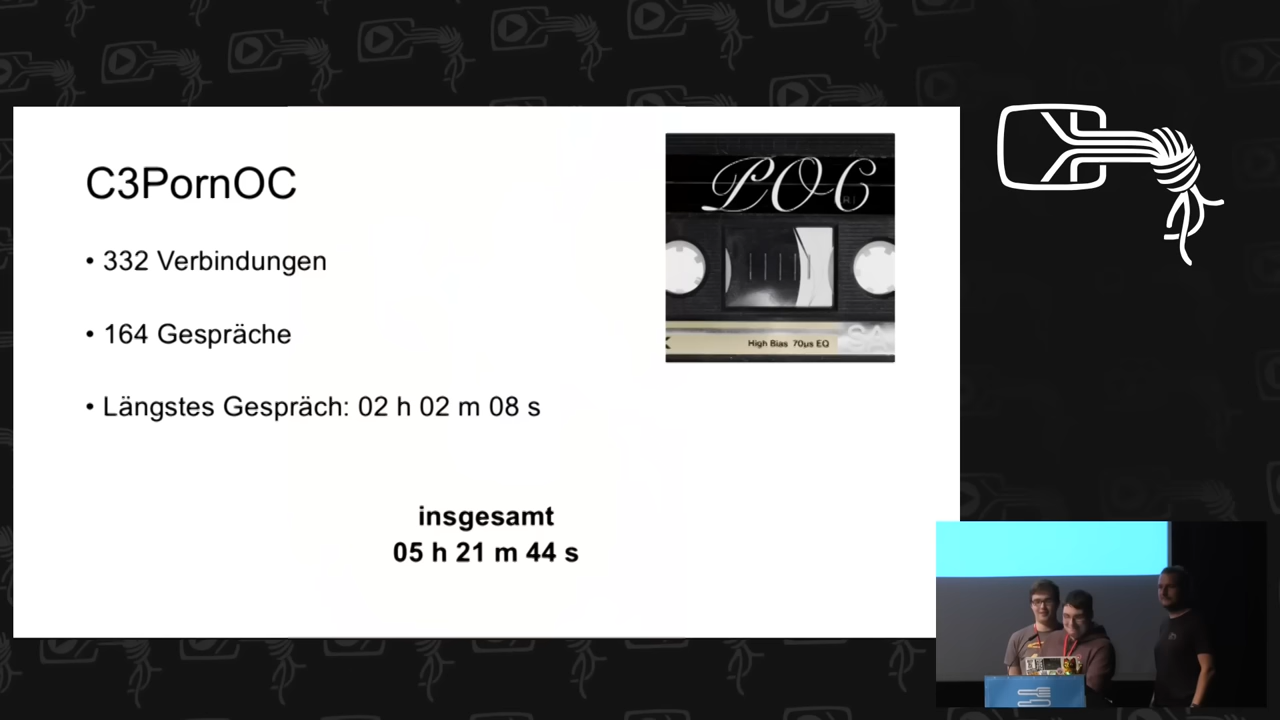 C3PornOC
• 332 Verbindungen
• 164 Gespräche
• Längstes Gespräch: 02 h 02 m 08 s
insgesamt
05 h 21 m 44 s
POC
High Bias 70µs EQ
SA